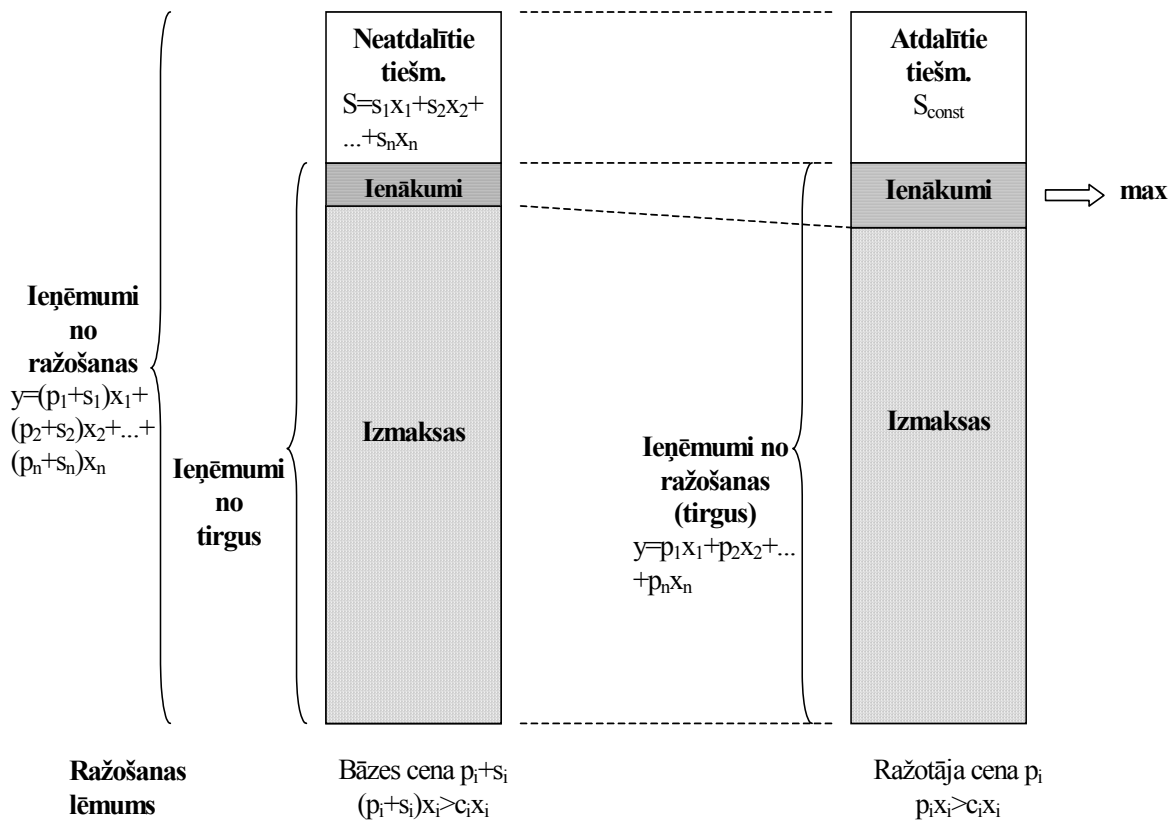 Neatdalītie
tiešm.
S=s₁x₁+s₂x₂+
...+sₙxₙ
Atdalītie
tiešm.
Sconst
Ienākumi
Ienākumi
max
Ieņēmumi
no
ražošanas
y=(p₁+s₁)x₁+
(p₂+s₂)x₂+...+
(pₙ+sₙ)xₙ
Ieņēmumi
no
tirgus
Izmaksas
Ieņēmumi no
ražošanas
(tirgus)
y=p₁x₁+p₂x₂+...
+pₙxₙ
Izmaksas
Ražošanas
lēmums
Bāzes cena pᵢ+sᵢ
(pᵢ+sᵢ)xᵢ>cᵢxᵢ
Ražotāja cena pᵢ
pᵢxᵢ>cᵢxᵢ